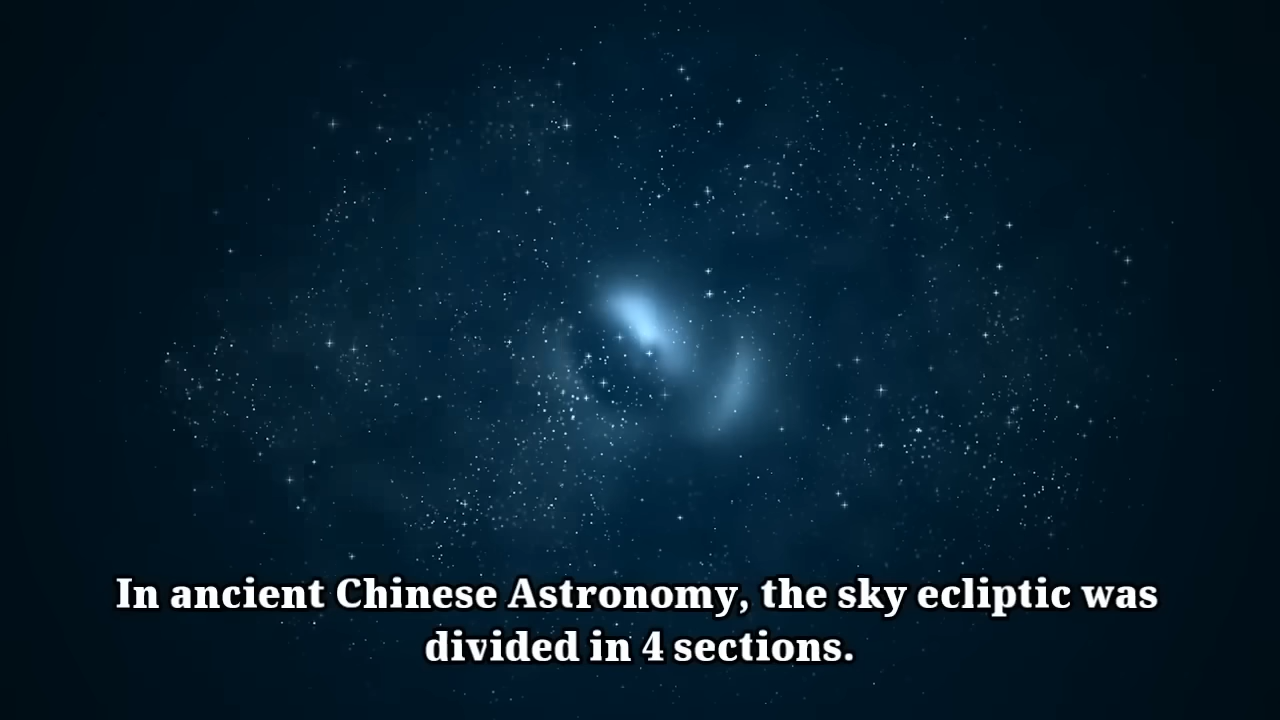 In ancient Chinese Astronomy, the sky ecliptic was
divided in 4 sections.